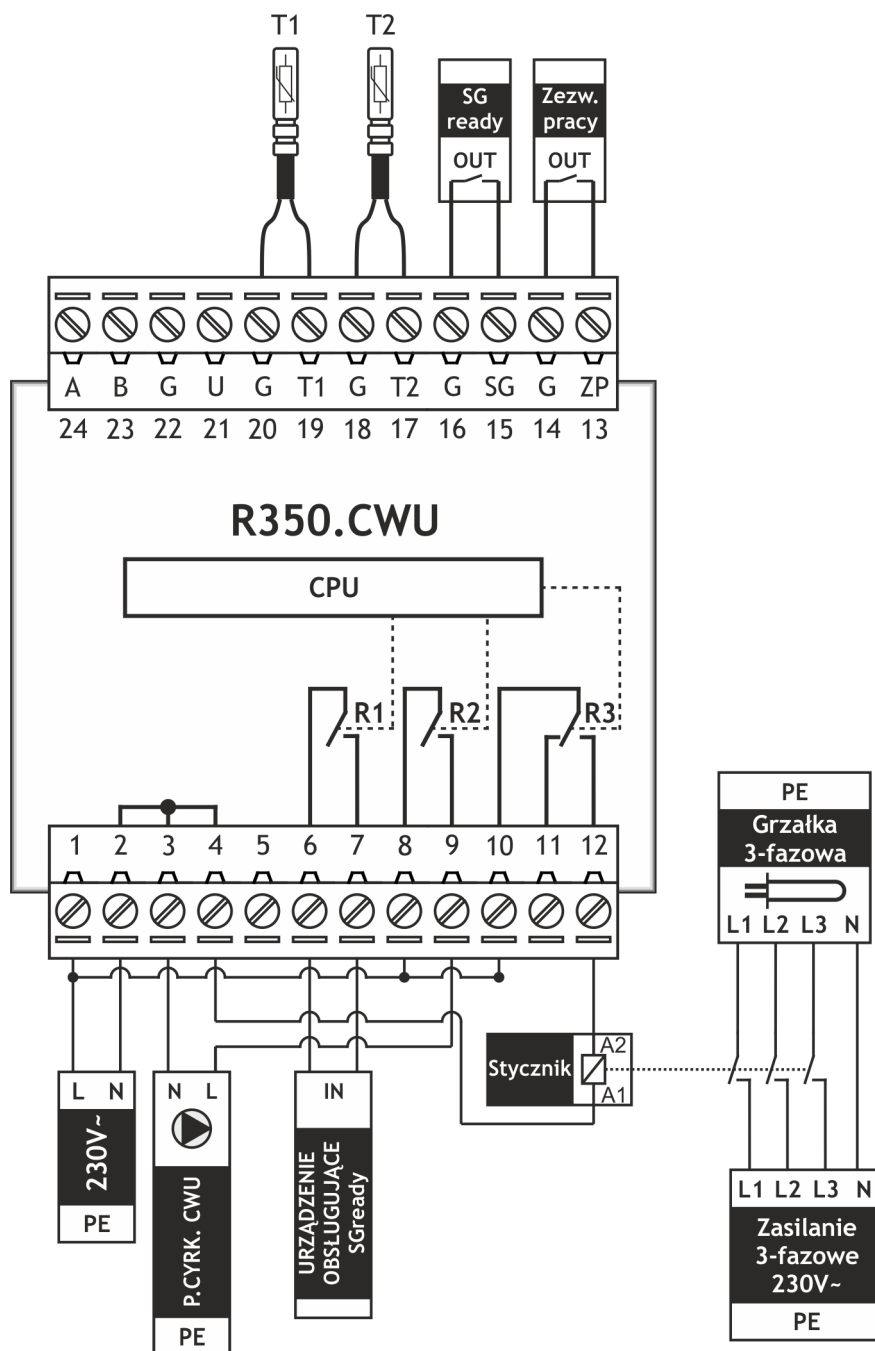 T1 T2
SG
ready
OUT
Zezw.
pracy
OUT
A B G U G T1 G T2 G SG G ZP
24 23 22 21 20 19 18 17 16 15 14 13
R350.CWU
CPU
R1 R2 R3
1 2 3 4 5 6 7 8 9 10 11 12
PE
Grzałka
3-fazowa
L1 L2 L3 N
Stycznik
A2
A1
L N
230V~
PE
N L
P.CYRK. CWU
PE
IN
URZĄDZENIE
OBSŁUGUJĄCE
SGready
L1 L2 L3 N
Zasilanie
3-fazowe
230V~
PE